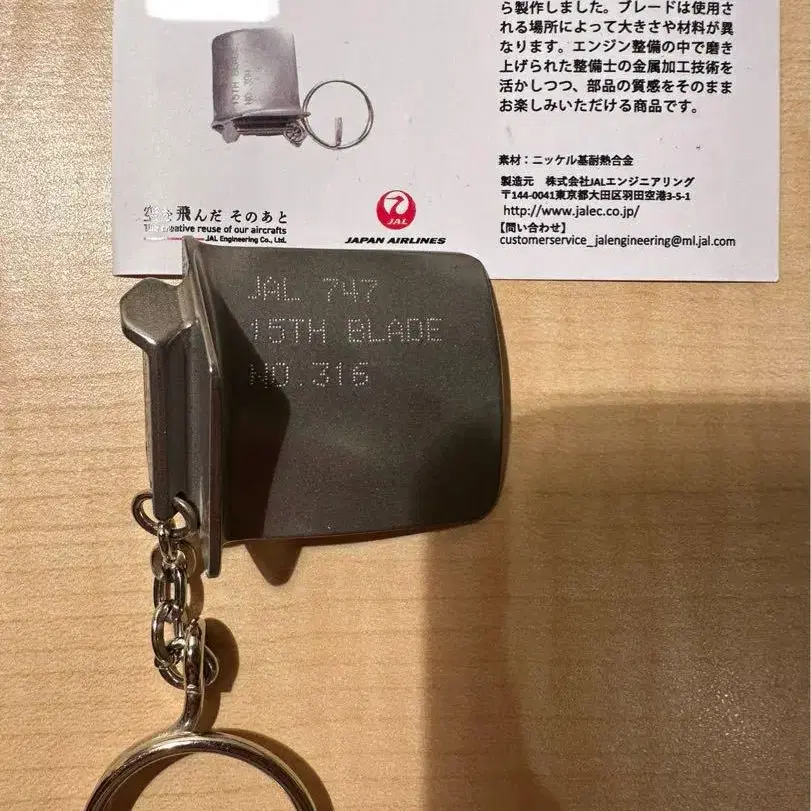 ら製作しました。ブレードは使用さ
れる場所によって大きさや材料が異
なります。エンジン整備の中で磨き
上げられた整備士の金属加工技術を
活かしつつ、部品の質感をそのまま
お楽しみいただける商品です。
15TH BLADE
素材：ニッケル基耐熱合金
製造元 株式会社JALエンジニアリング
〒144-0041東京都大田区羽田空港3-5-1
http://www.jalec.co.jp/
【問い合わせ】
customerservice_jalengineering@ml.jal.com
空を飛んだ そのあと
The creative reuse of our aircrafts
JAL Engineering Co., Ltd.
JAL
JAPAN AIRLINES
JAL 747
15TH BLADE
NO.316